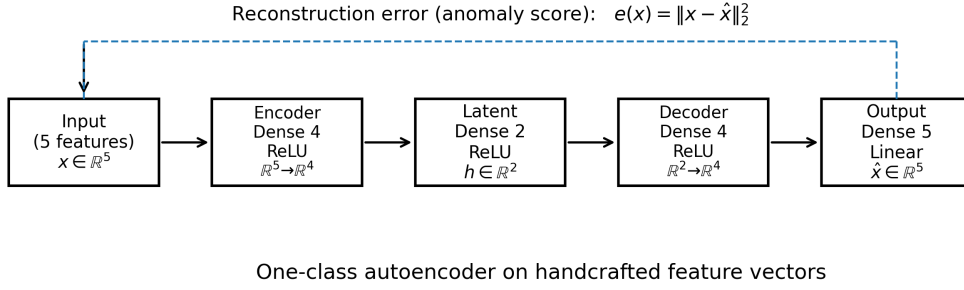 Reconstruction error (anomaly score): e(x) = ‖x − x̂‖₂²
Input
(5 features)
x ∈ ℝ⁵
Encoder
Dense 4
ReLU
ℝ⁵→ℝ⁴
Latent
Dense 2
ReLU
h ∈ ℝ²
Decoder
Dense 4
ReLU
ℝ²→ℝ⁴
Output
Dense 5
Linear
x̂ ∈ ℝ⁵
One-class autoencoder on handcrafted feature vectors